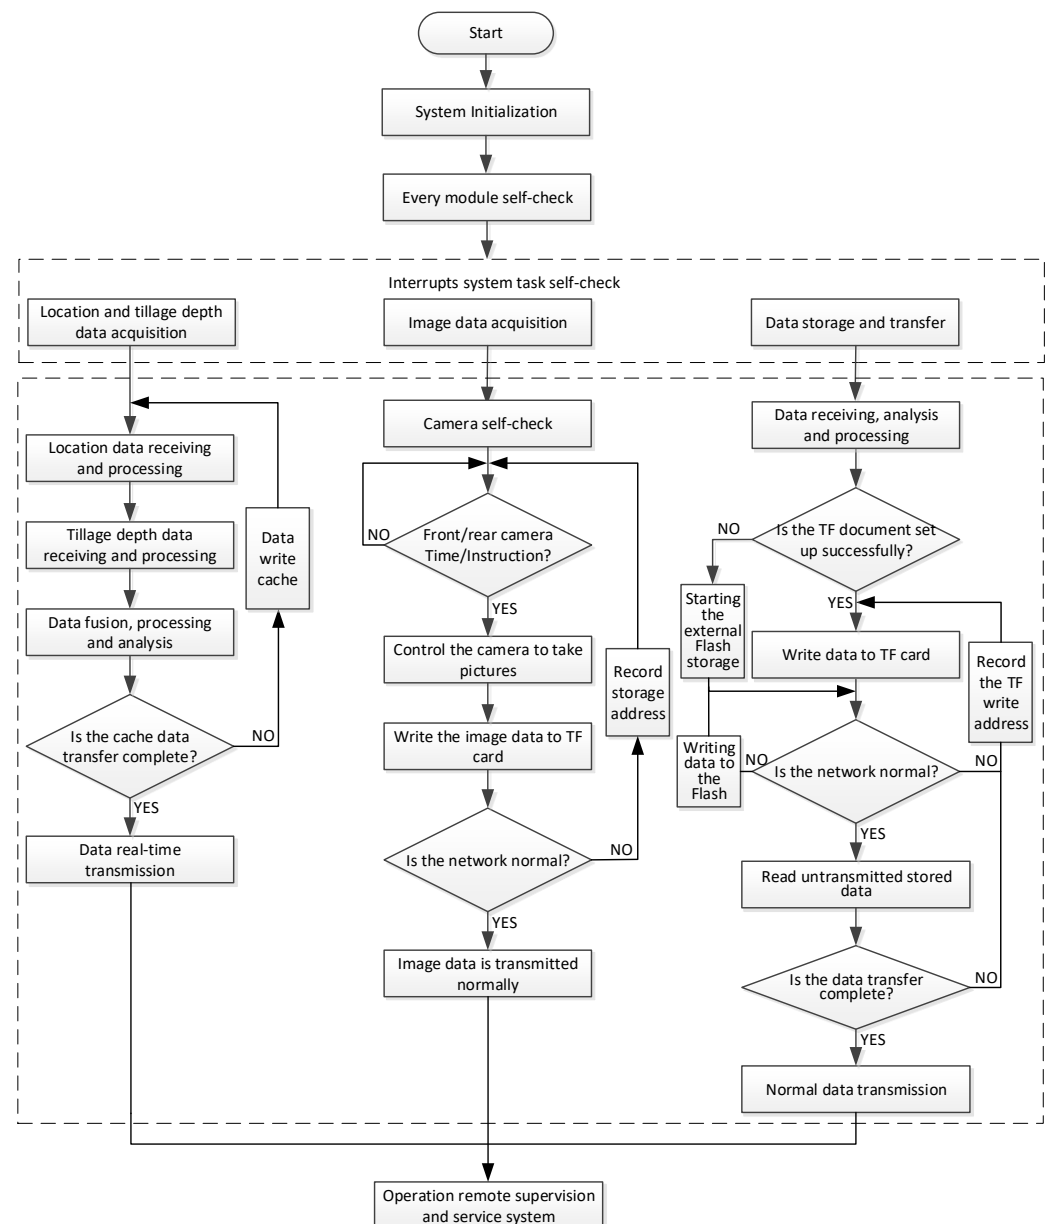 Start
System Initialization
Every module self-check
Interrupts system task self-check
Location and tillage depth
data acquisition
Image data acquisition
Data storage and transfer
Location data receiving
and processing
Tillage depth data
receiving and processing
Data fusion, processing
and analysis
Is the cache data
transfer complete?
NO
Data
write
cache
YES
Data real-time
transmission
Camera self-check
Front/rear camera
Time/Instruction?
NO
YES
Control the camera to take
pictures
Write the image data to TF
card
Is the network normal?
NO
Record
storage
address
YES
Image data is transmitted
normally
Data receiving, analysis
and processing
Is the TF document set
up successfully?
NO
Starting
the
external
Flash
storage
YES
Write data to TF card
Record
the TF
write
address
Is the network normal?
NO
Writing
data to
the
Flash
NO
YES
Read untransmitted stored
data
Is the data transfer
complete?
NO
YES
Normal data transmission
Operation remote supervision
and service system